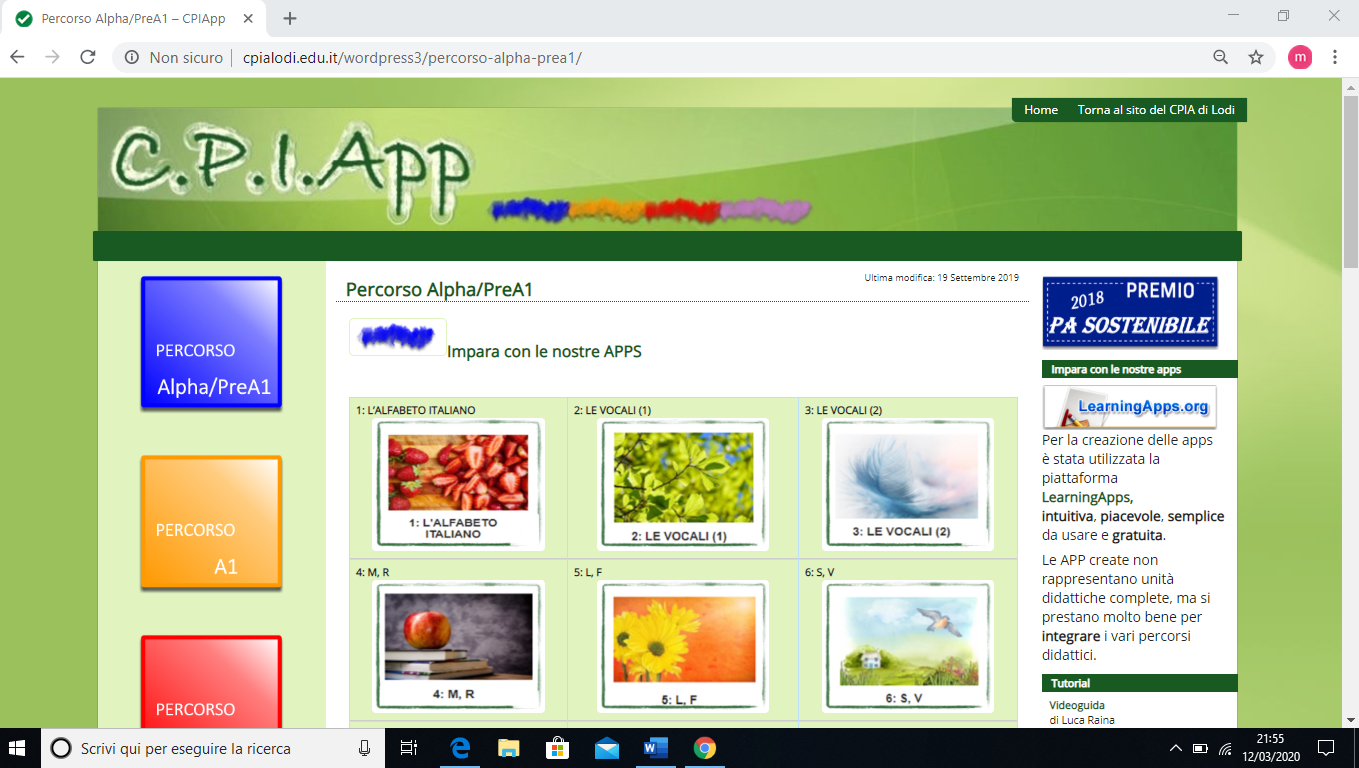 Percorso Alpha/PreA1 – CPIApp
Non sicuro
cpialodi.edu.it/wordpress3/percorso-alpha-prea1/
m
Home Torna al sito del CPIA di Lodi
C.P.I.App
PERCORSO
Alpha/PreA1
PERCORSO
A1
PERCORSO
Ultima modifica: 19 Settembre 2019
Percorso Alpha/PreA1
Impara con le nostre APPS
1: L'ALFABETO ITALIANO
2: LE VOCALI (1)
3: LE VOCALI (2)
1: L'ALFABETO
ITALIANO
2: LE VOCALI (1)
3: LE VOCALI (2)
4: M, R
5: L, F
6: S, V
4: M, R
5: L, F
6: S, V
2018 PREMIO
PA SOSTENIBILE
Impara con le nostre apps
LearningApps.org
Per la creazione delle apps
è stata utilizzata la
piattaforma
LearningApps,
intuitiva, piacevole, semplice
da usare e gratuita.
Le APP create non
rappresentano unità
didattiche complete, ma si
prestano molto bene per
integrare i vari percorsi
didattici.
Tutorial
Videoguida
di Luca Raina
Scrivi qui per eseguire la ricerca
21:55
12/03/2020